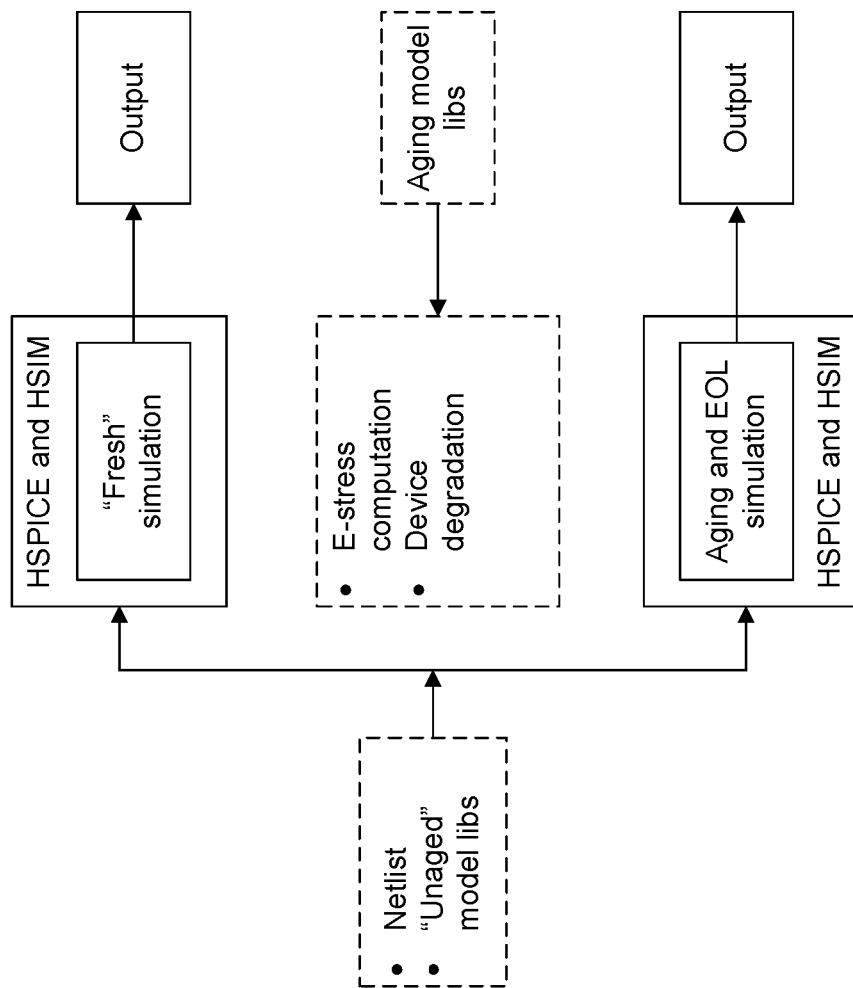 • Netlist
• “Unaged”
model libs
HSPICE and HSIM
“Fresh”
simulation
Output
• E-stress
computation
• Device
degradation
Aging model
libs
Aging and EOL
simulation
HSPICE and HSIM
Output